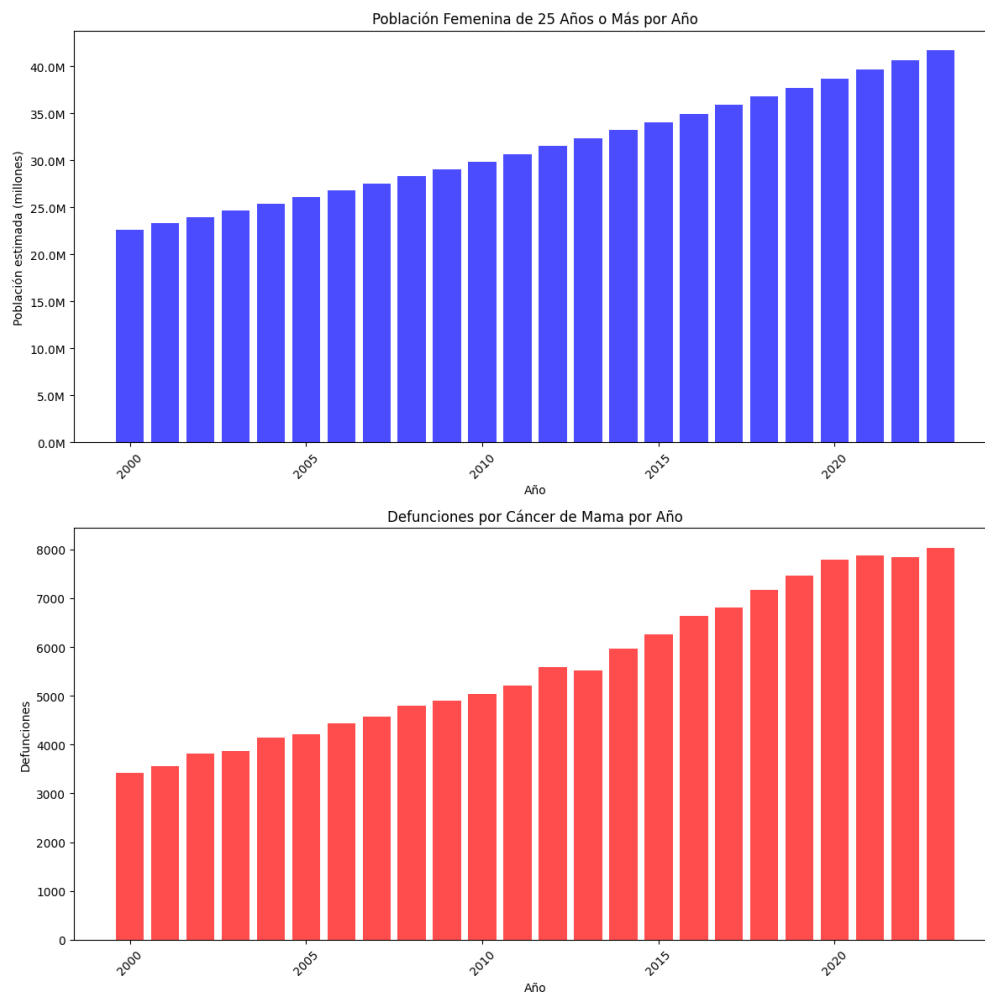 Población Femenina de 25 Años o Más por Año
Población estimada (millones)
40.0M
35.0M
30.0M
25.0M
20.0M
15.0M
10.0M
5.0M
0.0M
2000
2005
2010
2015
2020
Año
Defunciones por Cáncer de Mama por Año
Defunciones
8000
7000
6000
5000
4000
3000
2000
1000
0
2000
2005
2010
2015
2020
Año